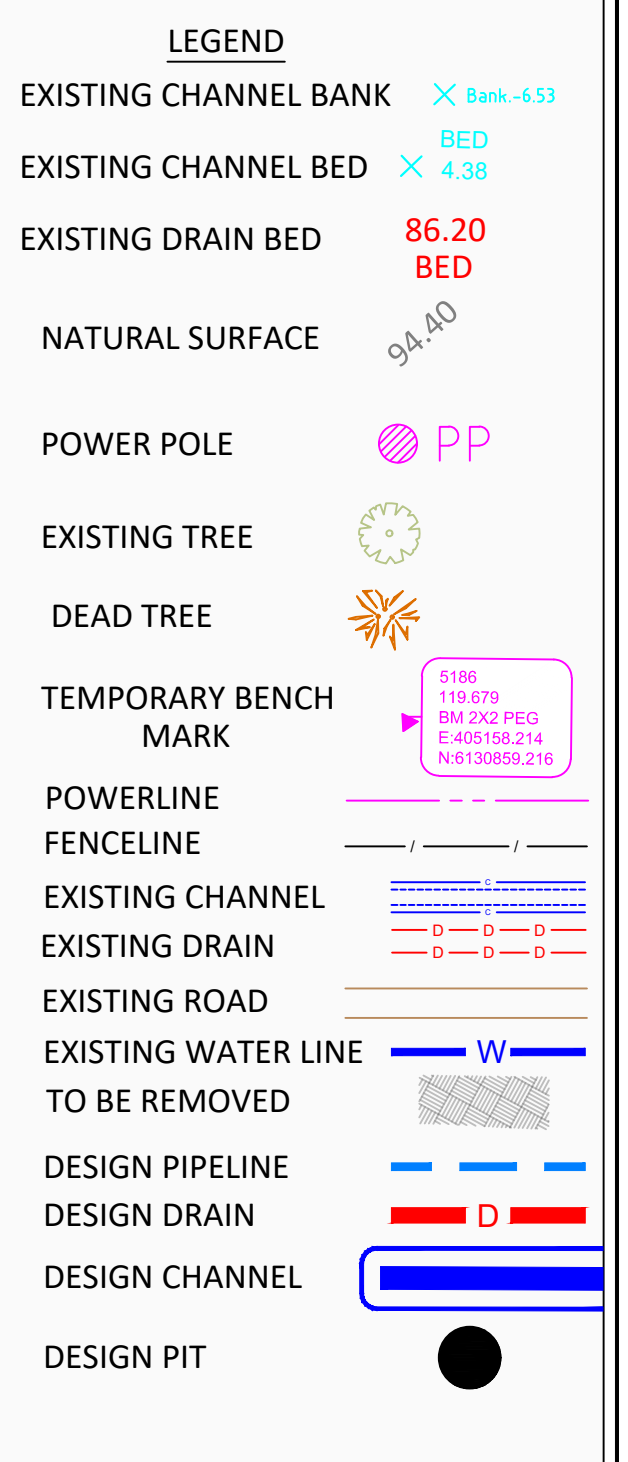 LEGEND
EXISTING CHANNEL BANK Bank.-6.53
EXISTING CHANNEL BED BED
4.38
EXISTING DRAIN BED 86.20
BED
NATURAL SURFACE 94.40
POWER POLE PP
EXISTING TREE
DEAD TREE
TEMPORARY BENCH
MARK
5186
119.679
BM 2X2 PEG
E:405158.214
N:6130859.216
POWERLINE
FENCELINE / /
EXISTING CHANNEL c
c
EXISTING DRAIN D D D
D D D
EXISTING ROAD
EXISTING WATER LINE W
TO BE REMOVED
DESIGN PIPELINE
DESIGN DRAIN D
DESIGN CHANNEL
DESIGN PIT